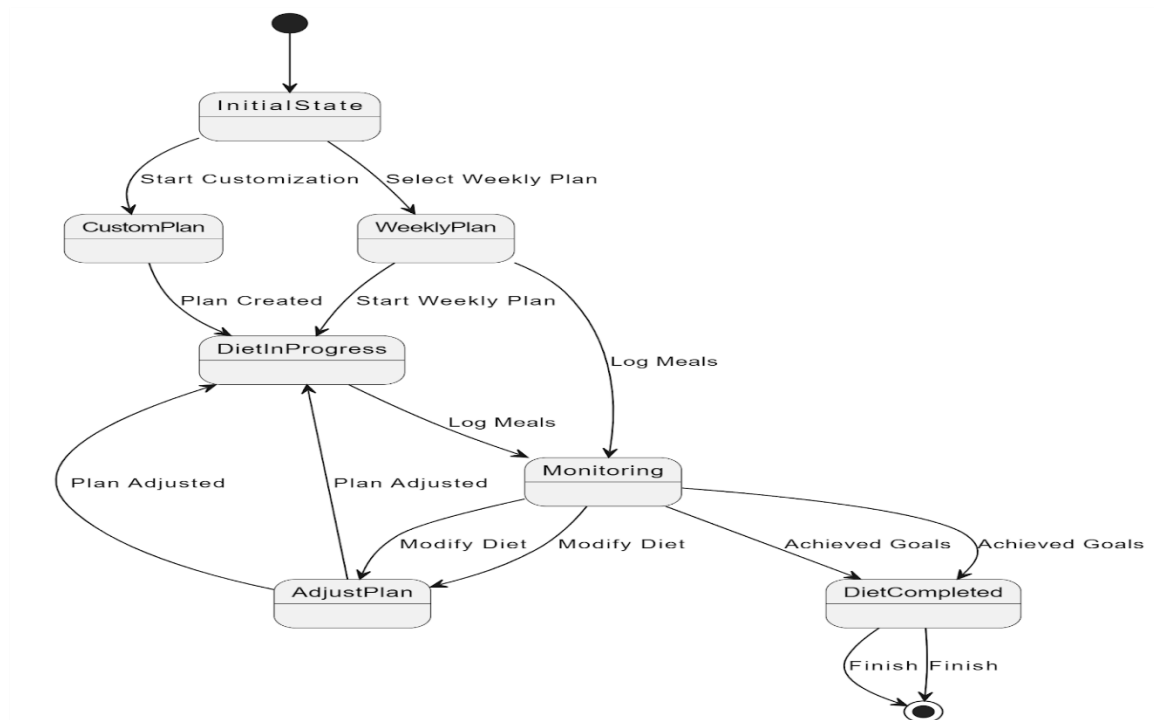 InitialState
Start Customization
Select Weekly Plan
CustomPlan
WeeklyPlan
Plan Created
Start Weekly Plan
DietInProgress
Log Meals
Log Meals
Monitoring
Plan Adjusted
Plan Adjusted
Modify Diet
Modify Diet
Achieved Goals
Achieved Goals
AdjustPlan
DietCompleted
Finish
Finish